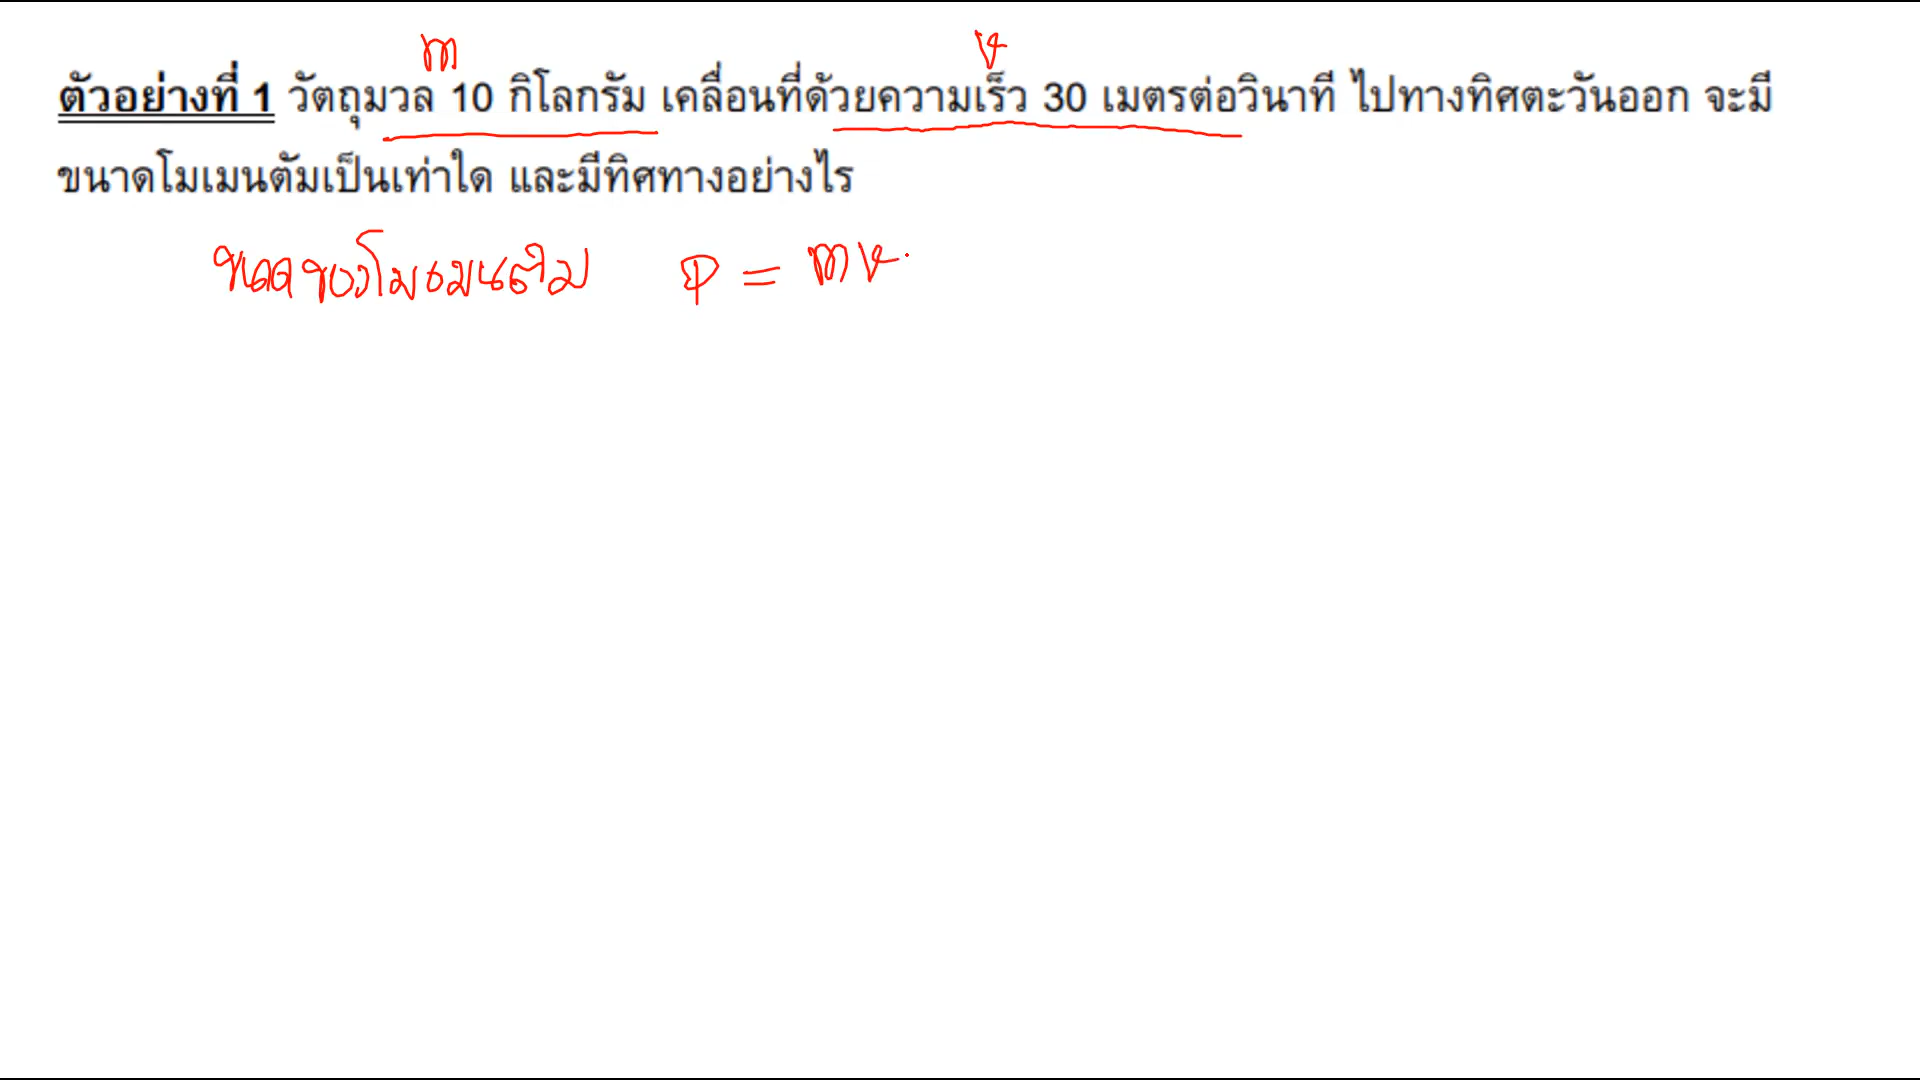 m v
ตัวอย่างที่ 1 วัตถุมวล 10 กิโลกรัม เคลื่อนที่ด้วยความเร็ว 30 เมตรต่อวินาที ไปทางทิศตะวันออก จะมี
ขนาดโมเมนตัมเป็นเท่าใด และมีทิศทางอย่างไร
ขนาดของโมเมนตัม P = mv